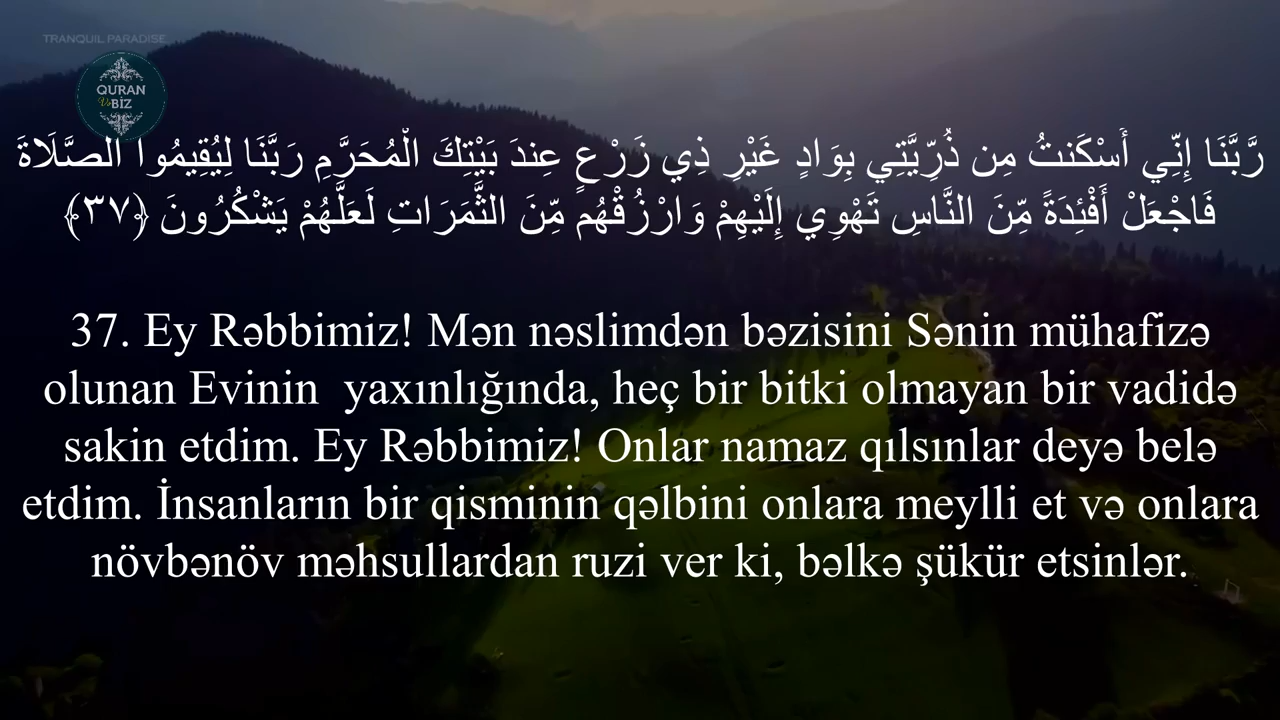 TRANQUIL PARADISE
QURAN
Və BİZ
رَّبَّنَا إِنِّي أَسْكَنتُ مِن ذُرِّيَّتِي بِوَادٍ غَيْرِ ذِي زَرْعٍ عِندَ بَيْتِكَ الْمُحَرَّمِ رَبَّنَا لِيُقِيمُوا الصَّلَاةَ
فَاجْعَلْ أَفْئِدَةً مِّنَ النَّاسِ تَهْوِي إِلَيْهِمْ وَارْزُقْهُم مِّنَ الثَّمَرَاتِ لَعَلَّهُمْ يَشْكُرُونَ ﴿٣٧﴾
37. Ey Rəbbimiz! Mən nəslimdən bəzisini Sənin mühafizə
olunan Evinin yaxınlığında, heç bir bitki olmayan bir vadidə
sakin etdim. Ey Rəbbimiz! Onlar namaz qılsınlar deyə belə
etdim. İnsanların bir qisminin qəlbini onlara meylli et və onlara
növbənöv məhsullardan ruzi ver ki, bəlkə şükür etsinlər.